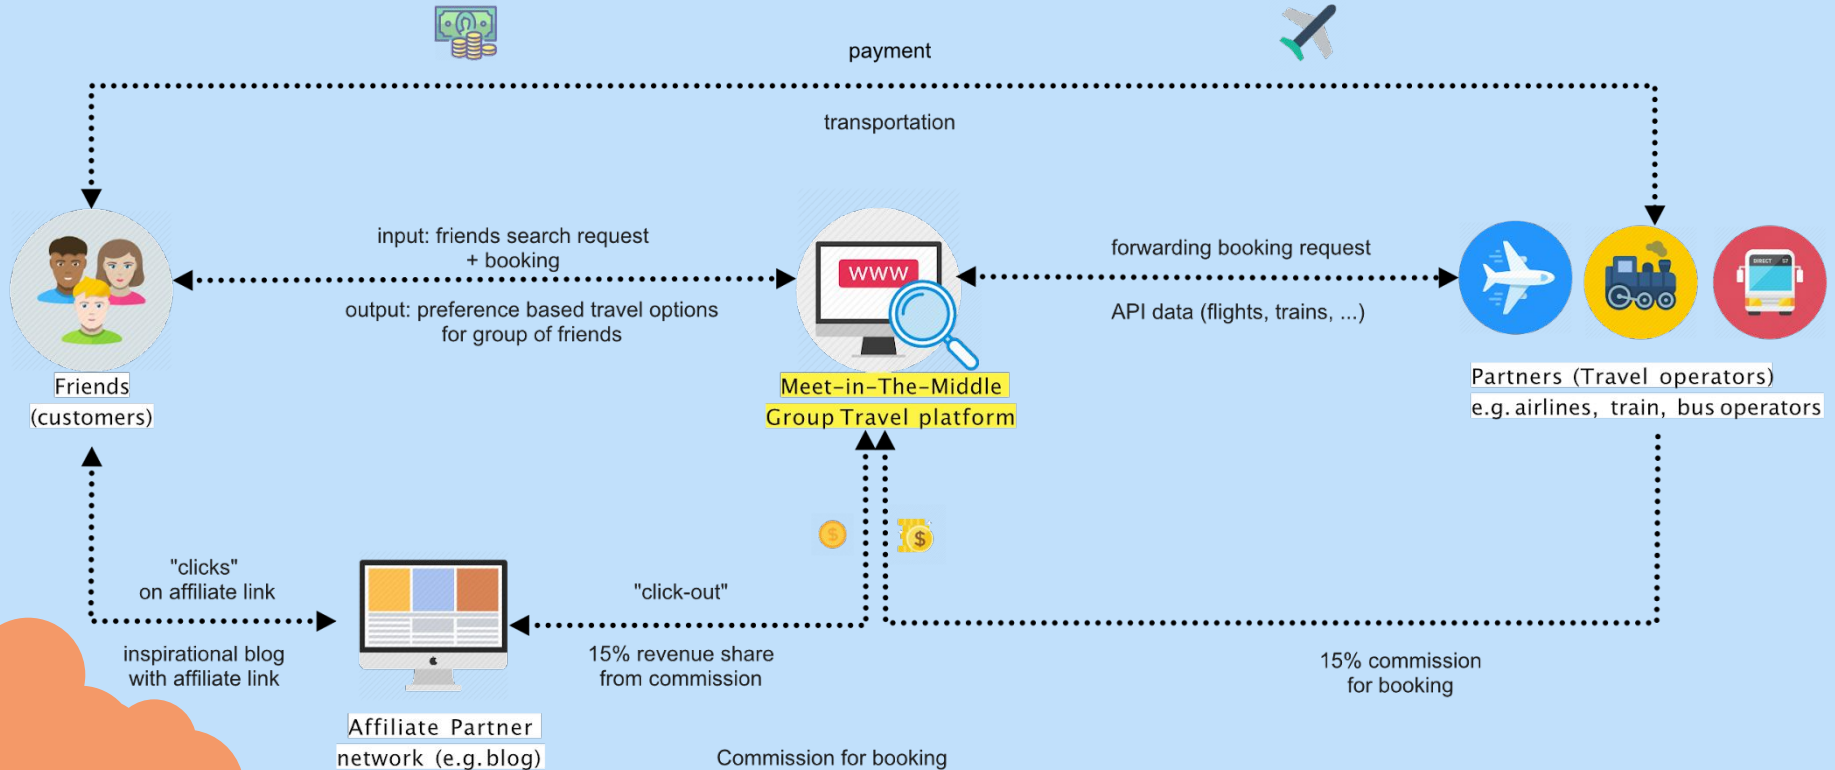 payment
transportation
input: friends search request
+ booking
output: preference based travel options
for group of friends
forwarding booking request
API data (flights, trains, ...)
www
DIRECT 57
Friends
(customers)
Meet-in-The-Middle
Group Travel platform
Partners (Travel operators)
e.g. airlines, train, bus operators
"clicks"
on affiliate link
inspirational blog
with affiliate link
"click-out"
15% revenue share
from commission
15% commission
for booking
Affiliate Partner
network (e.g. blog)
Commission for booking